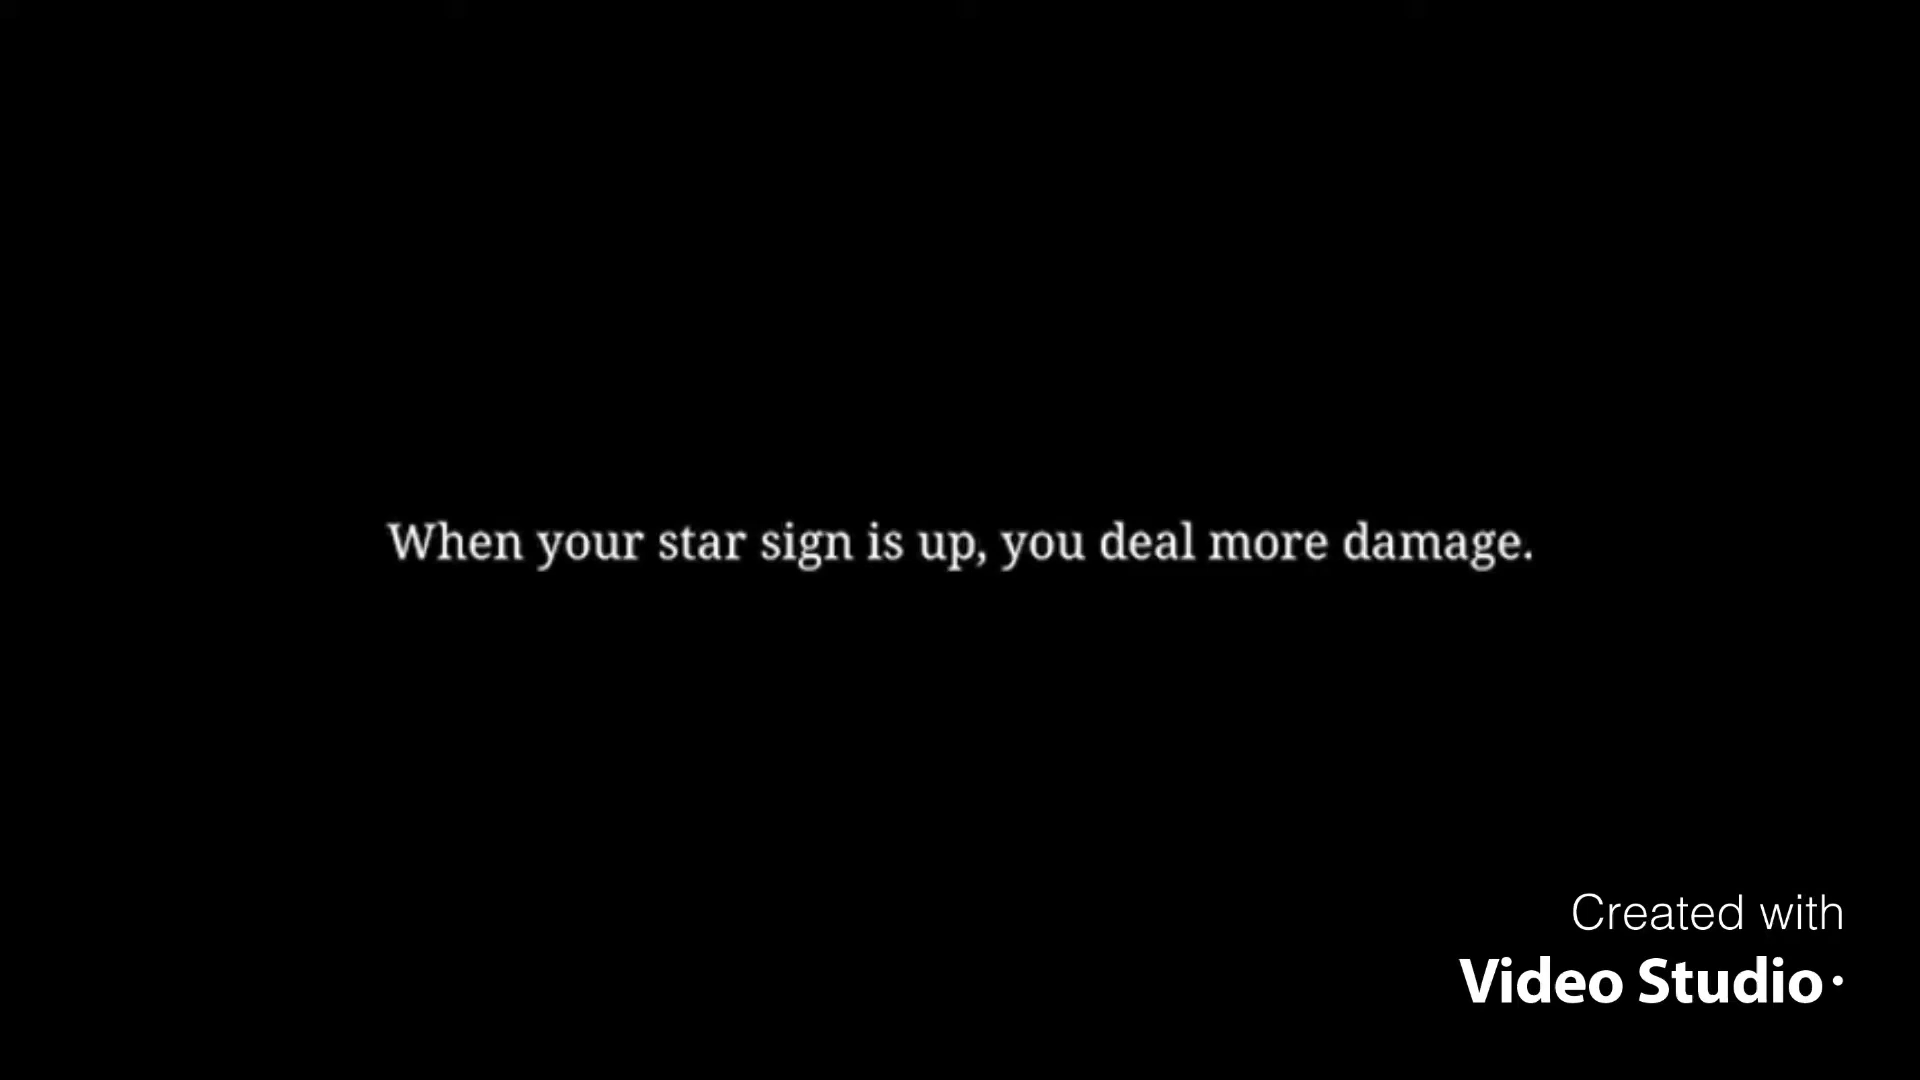 When your star sign is up, you deal more damage.
Created with
Video Studio